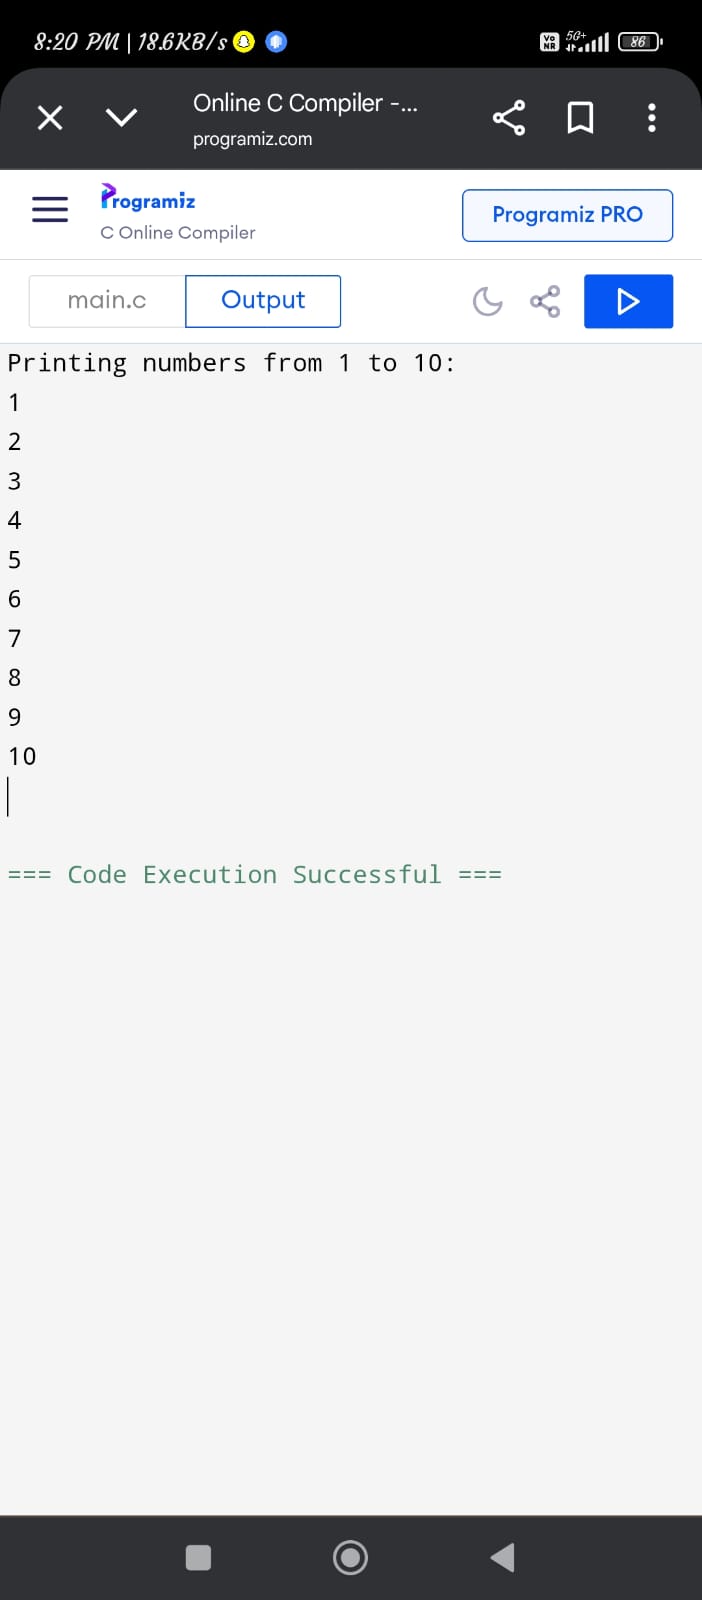 8:20 PM | 18.6KB/s
Vo NR 5G+ 86
Online C Compiler -...
programiz.com
Programiz
C Online Compiler
Programiz PRO
main.c Output
Printing numbers from 1 to 10:
1
2
3
4
5
6
7
8
9
10
=== Code Execution Successful ===